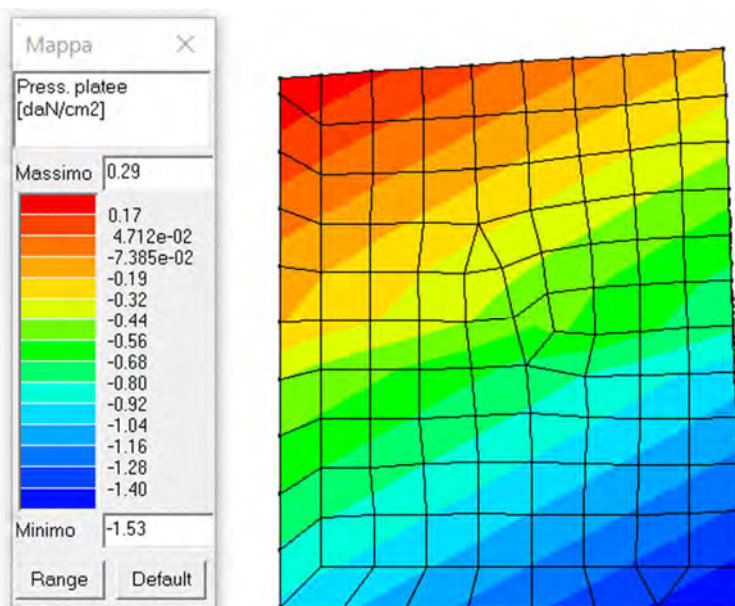 Mappa
Press. platee
[daN/cm2]
Massimo 0.29
0.17
4.712e-02
-7.385e-02
-0.19
-0.32
-0.44
-0.56
-0.68
-0.80
-0.92
-1.04
-1.16
-1.28
-1.40
Minimo -1.53
Range Default